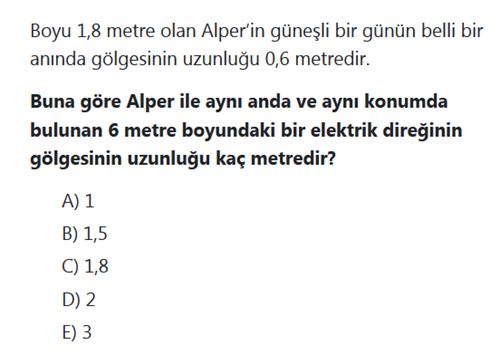 Boyu 1,8 metre olan Alper'in güneşli bir günün belli bir
anında gölgesinin uzunluğu 0,6 metredir.
Buna göre Alper ile aynı anda ve aynı konumda
bulunan 6 metre boyundaki bir elektrik direğinin
gölgesinin uzunluğu kaç metredir?
A) 1
B) 1,5
C) 1,8
D) 2
E) 3